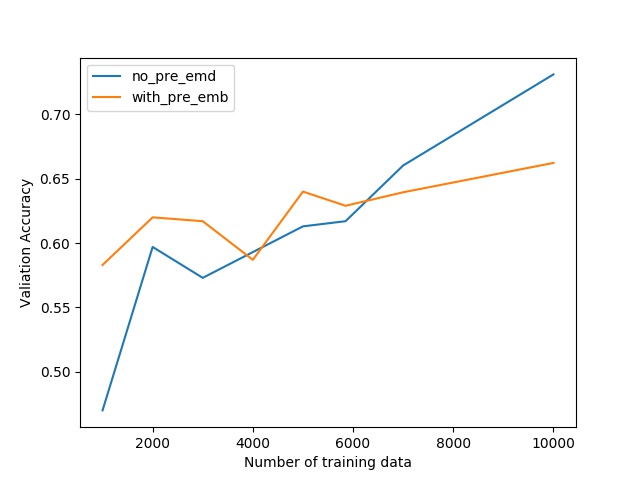 no_pre_emd
with_pre_emb
0.70
0.65
0.60
0.55
0.50
Valiation Accuracy
2000 4000 6000 8000 10000
Number of training data